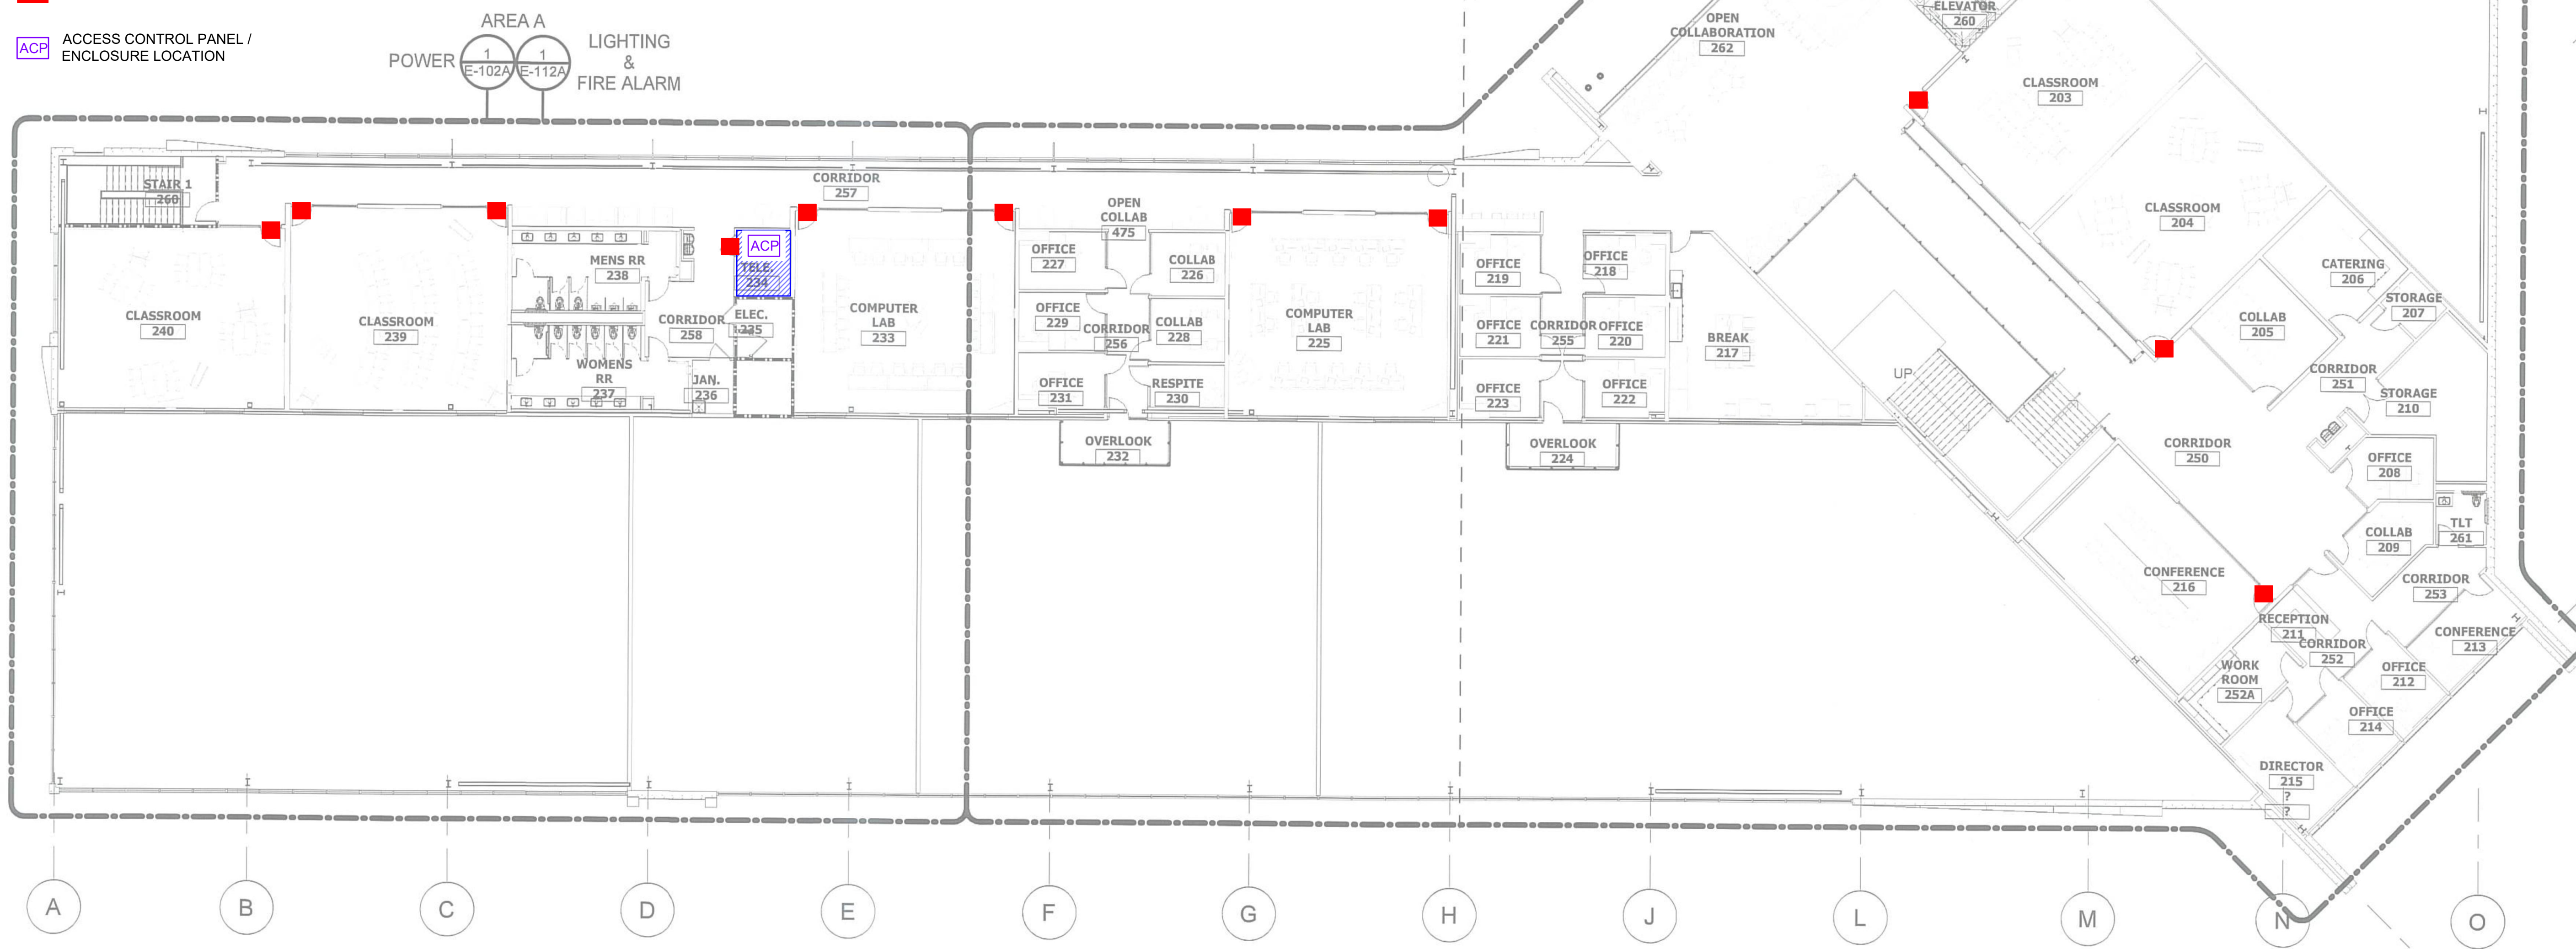 ACP
ACCESS CONTROL PANEL /
ENCLOSURE LOCATION
AREA A
POWER
1
E-102A
1
E-112A
LIGHTING
&
FIRE ALARM
OPEN
COLLABORATION
262
ELEVATOR
260
CLASSROOM
203
CLASSROOM
204
CATERING
206
STORAGE
207
COLLAB
205
CORRIDOR
251
STORAGE
210
STAIR 1
260
CORRIDOR
257
OPEN
COLLAB
475
ACP
TELE.
234
MENS RR
238
OFFICE
227
COLLAB
226
OFFICE
219
OFFICE
218
CLASSROOM
240
CLASSROOM
239
CORRIDOR
258
ELEC.
235
COMPUTER
LAB
233
OFFICE
229
CORRIDOR
256
COLLAB
228
COMPUTER
LAB
225
OFFICE
221
CORRIDOR
255
OFFICE
220
BREAK
217
UP
WOMENS
RR
237
JAN.
236
OFFICE
231
RESPITE
230
OFFICE
223
OFFICE
222
OVERLOOK
232
OVERLOOK
224
CORRIDOR
250
OFFICE
208
TLT
261
COLLAB
209
CONFERENCE
216
CORRIDOR
253
RECEPTION
211
CORRIDOR
252
CONFERENCE
213
WORK
ROOM
252A
OFFICE
212
OFFICE
214
DIRECTOR
215
?
?
A
B
C
D
E
F
G
H
J
L
M
N
O